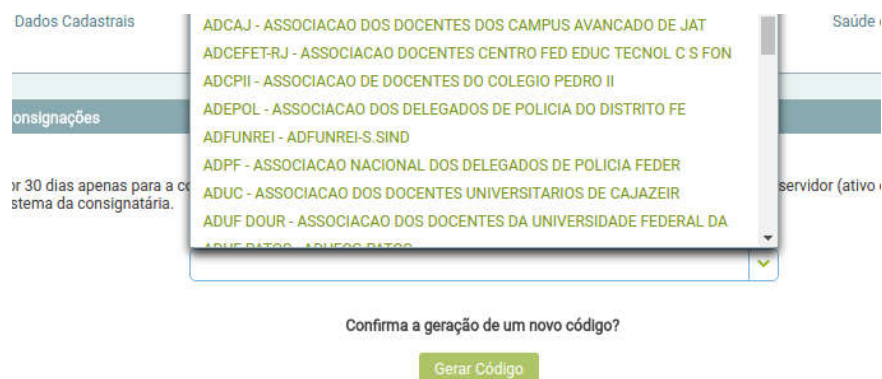 Dados Cadastrais
Saúde
ADCAJ - ASSOCIACAO DOS DOCENTES DOS CAMPUS AVANCADO DE JAT
ADCEFET-RJ - ASSOCIACAO DOCENTES CENTRO FED EDUC TECNOL C S FON
ADCPII - ASSOCIACAO DE DOCENTES DO COLEGIO PEDRO II
ADEPOL - ASSOCIACAO DOS DELEGADOS DE POLICIA DO DISTRITO FE
ADFUNREI - ADFUNREI-S.SIND
ADPF - ASSOCIACAO NACIONAL DOS DELEGADOS DE POLICIA FEDER
ADUC - ASSOCIACAO DOS DOCENTES UNIVERSITARIOS DE CAJAZEIR
ADUF DOUR - ASSOCIACAO DOS DOCENTES DA UNIVERSIDADE FEDERAL DA
onsignações
or 30 dias apenas para a co
servidor (ativo
stema da consignatária.
Confirma a geração de um novo código?
Gerar Código